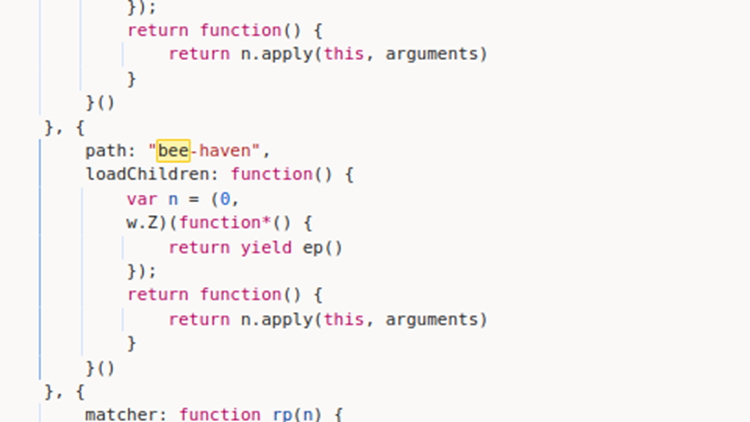 });
return function() {
return n.apply(this, arguments)
}
}()
}, {
path: "bee-haven",
loadChildren: function() {
var n = (0,
w.Z)(function*() {
return yield ep()
});
return function() {
return n.apply(this, arguments)
}
}()
}, {
matcher: function rp(n) {